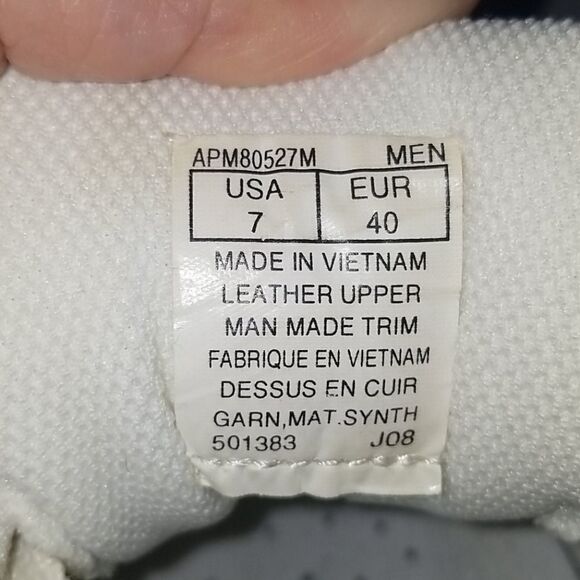 APM80527M MEN
USA EUR
7 40
MADE IN VIETNAM
LEATHER UPPER
MAN MADE TRIM
FABRIQUE EN VIETNAM
DESSUS EN CUIR
GARN,MAT.SYNTH
501383 J08